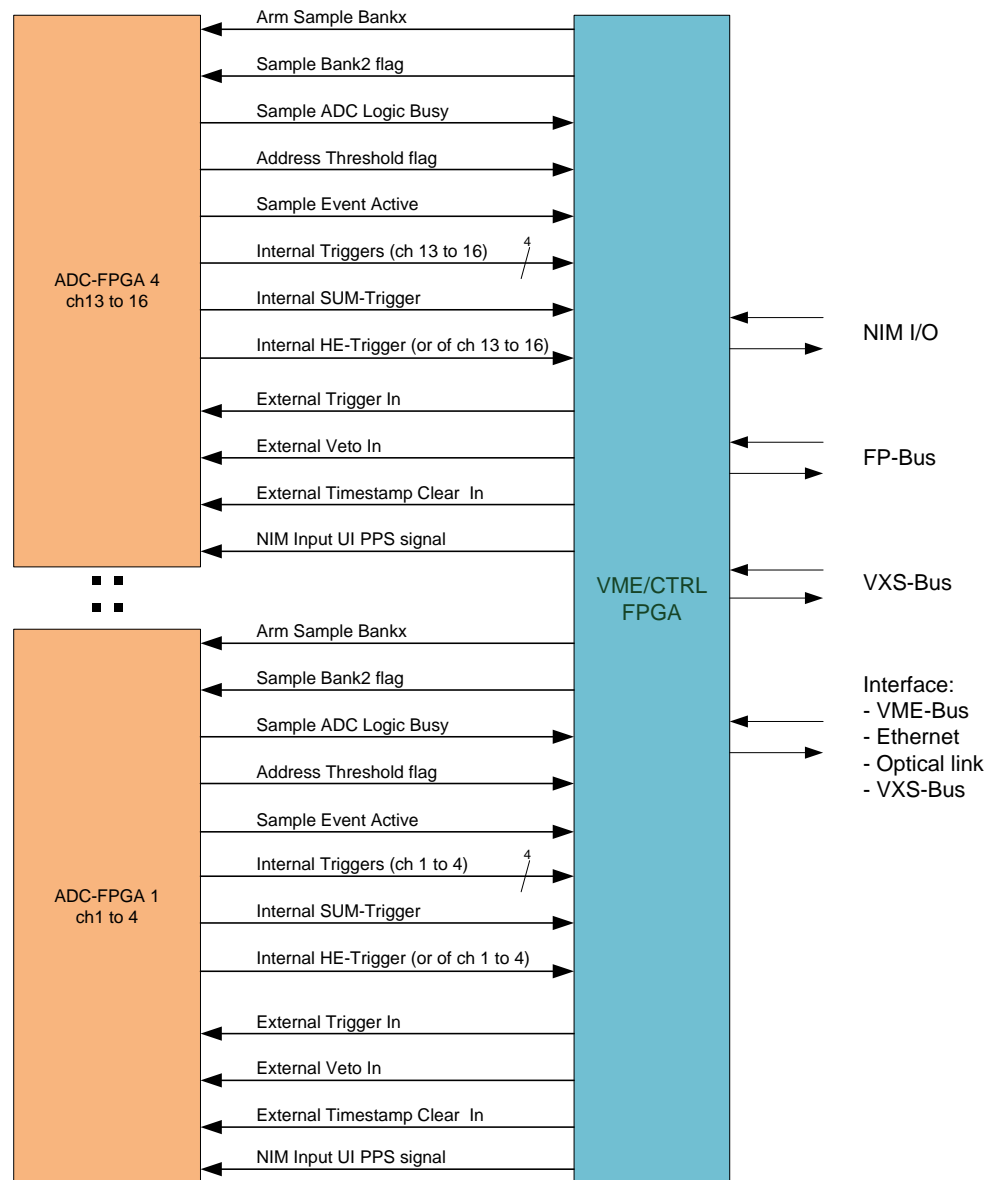 Arm Sample Bankx
Sample Bank2 flag
Sample ADC Logic Busy
Address Threshold flag
Sample Event Active
Internal Triggers (ch 13 to 16)
4
Internal SUM-Trigger
Internal HE-Trigger (or of ch 13 to 16)
External Trigger In
External Veto In
External Timestamp Clear  In
NIM Input UI PPS signal
ADC-FPGA 4
ch13 to 16
Arm Sample Bankx
Sample Bank2 flag
Sample ADC Logic Busy
Address Threshold flag
Sample Event Active
Internal Triggers (ch 1 to 4)
4
Internal SUM-Trigger
Internal HE-Trigger (or of ch 1 to 4)
External Trigger In
External Veto In
External Timestamp Clear  In
NIM Input UI PPS signal
ADC-FPGA 1
ch1 to 4
VME/CTRL
FPGA
NIM I/O
FP-Bus
VXS-Bus
Interface:
- VME-Bus
- Ethernet
- Optical link
- VXS-Bus